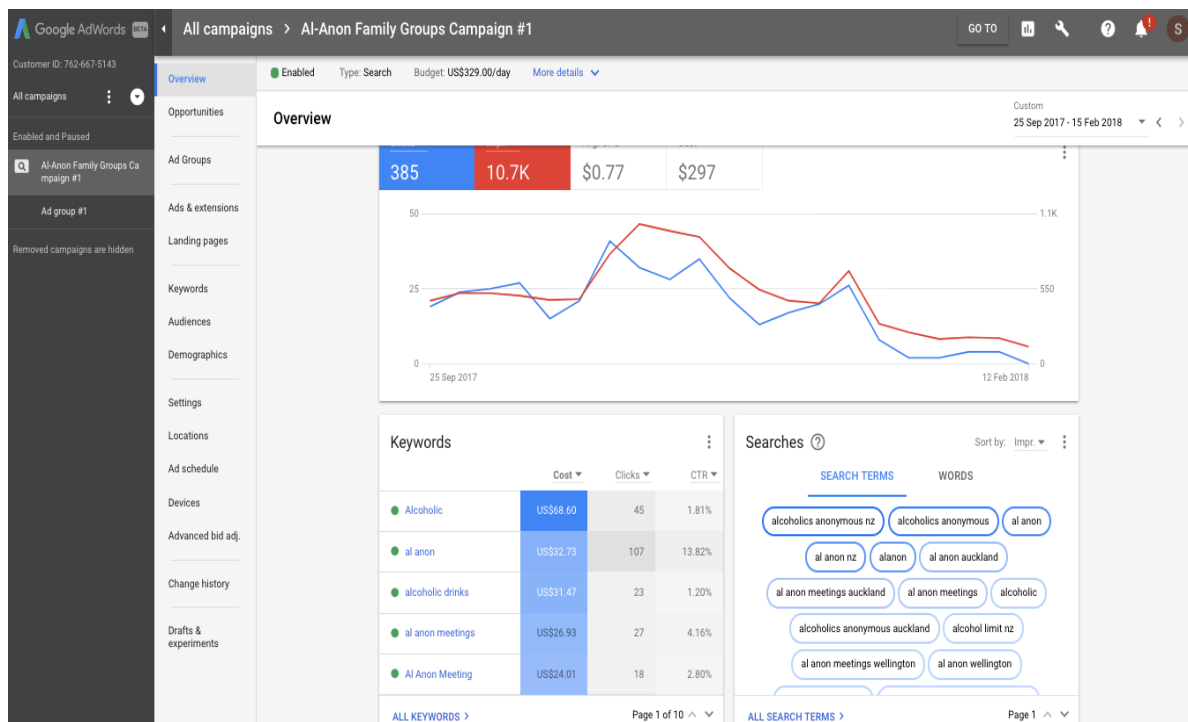 Google AdWords BETA
All campaigns > Al-Anon Family Groups Campaign #1
GO TO
!
S
Customer ID: 762-667-5143
All campaigns
Enabled and Paused
Al-Anon Family Groups Ca
mpaign #1
Ad group #1
Removed campaigns are hidden
Overview
Opportunities
Ad Groups
Ads & extensions
Landing pages
Keywords
Audiences
Demographics
Settings
Locations
Ad schedule
Devices
Advanced bid adj.
Change history
Drafts &
experiments
Enabled Type: Search Budget: US$329.00/day More details
Overview
Custom
25 Sep 2017 - 15 Feb 2018
385 10.7K $0.77 $297
50 1.1K
25 550
0 0
25 Sep 2017 12 Feb 2018
Keywords
Cost Clicks CTR
Alcoholic US$68.60 45 1.81%
al anon US$32.73 107 13.82%
alcoholic drinks US$31.47 23 1.20%
al anon meetings US$26.93 27 4.16%
Al Anon Meeting US$24.01 18 2.80%
ALL KEYWORDS > Page 1 of 10
Searches ? Sort by: Impr.
SEARCH TERMS WORDS
alcoholics anonymous nz alcoholics anonymous al anon
al anon nz alanon al anon auckland
al anon meetings auckland al anon meetings alcoholic
alcoholics anonymous auckland alcohol limit nz
al anon meetings wellington al anon wellington
ALL SEARCH TERMS > Page 1